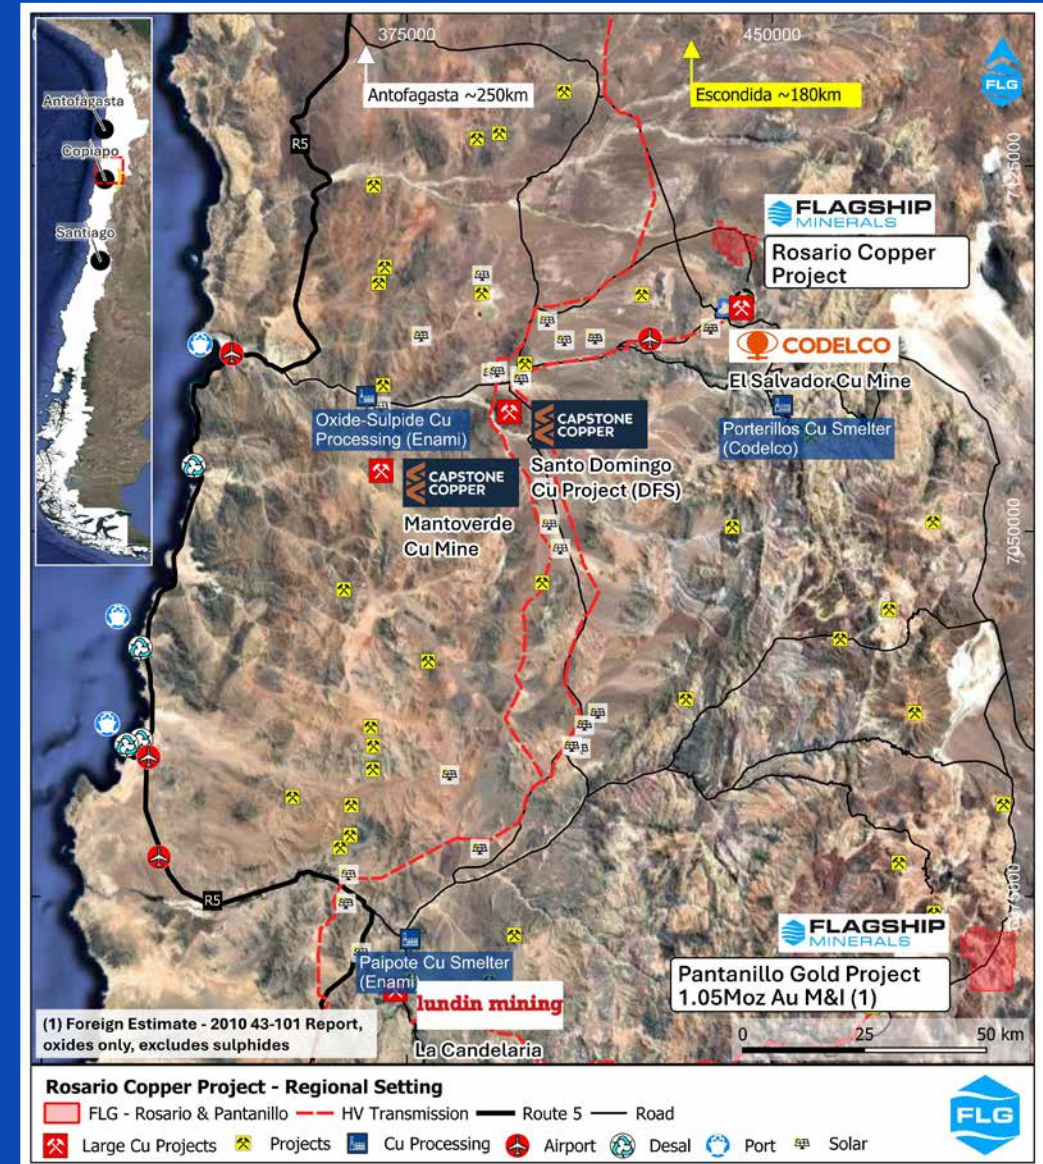 375000
450000
Antofagasta ~250km
Escondida ~180km
FLG
Antofagasta
Copiapo
Santiago
R5
FLAGSHIP
MINERALS
Rosario Copper
Project
CODELCO
El Salvador Cu Mine
Oxide-Sulpide Cu
Processing (Enami)
CAPSTONE
COPPER
Santo Domingo
Cu Project (DFS)
Porterillos Cu Smelter
(Codelco)
CAPSTONE
COPPER
Mantoverde
Cu Mine
7050000
R5
FLAGSHIP
MINERALS
Pantanillo Gold Project
1.05Moz Au M&I (1)
Paipote Cu Smelter
(Enami
lundin mining
La Candelaria
(1) Foreign Estimate - 2010 43-101 Report,
oxides only, excludes sulphides
0 25 50 km
Rosario Copper Project - Regional Setting
FLG - Rosario & Pantanillo HV Transmission Route 5 Road
Large Cu Projects Projects Cu Processing Airport Desal Port Solar
FLG